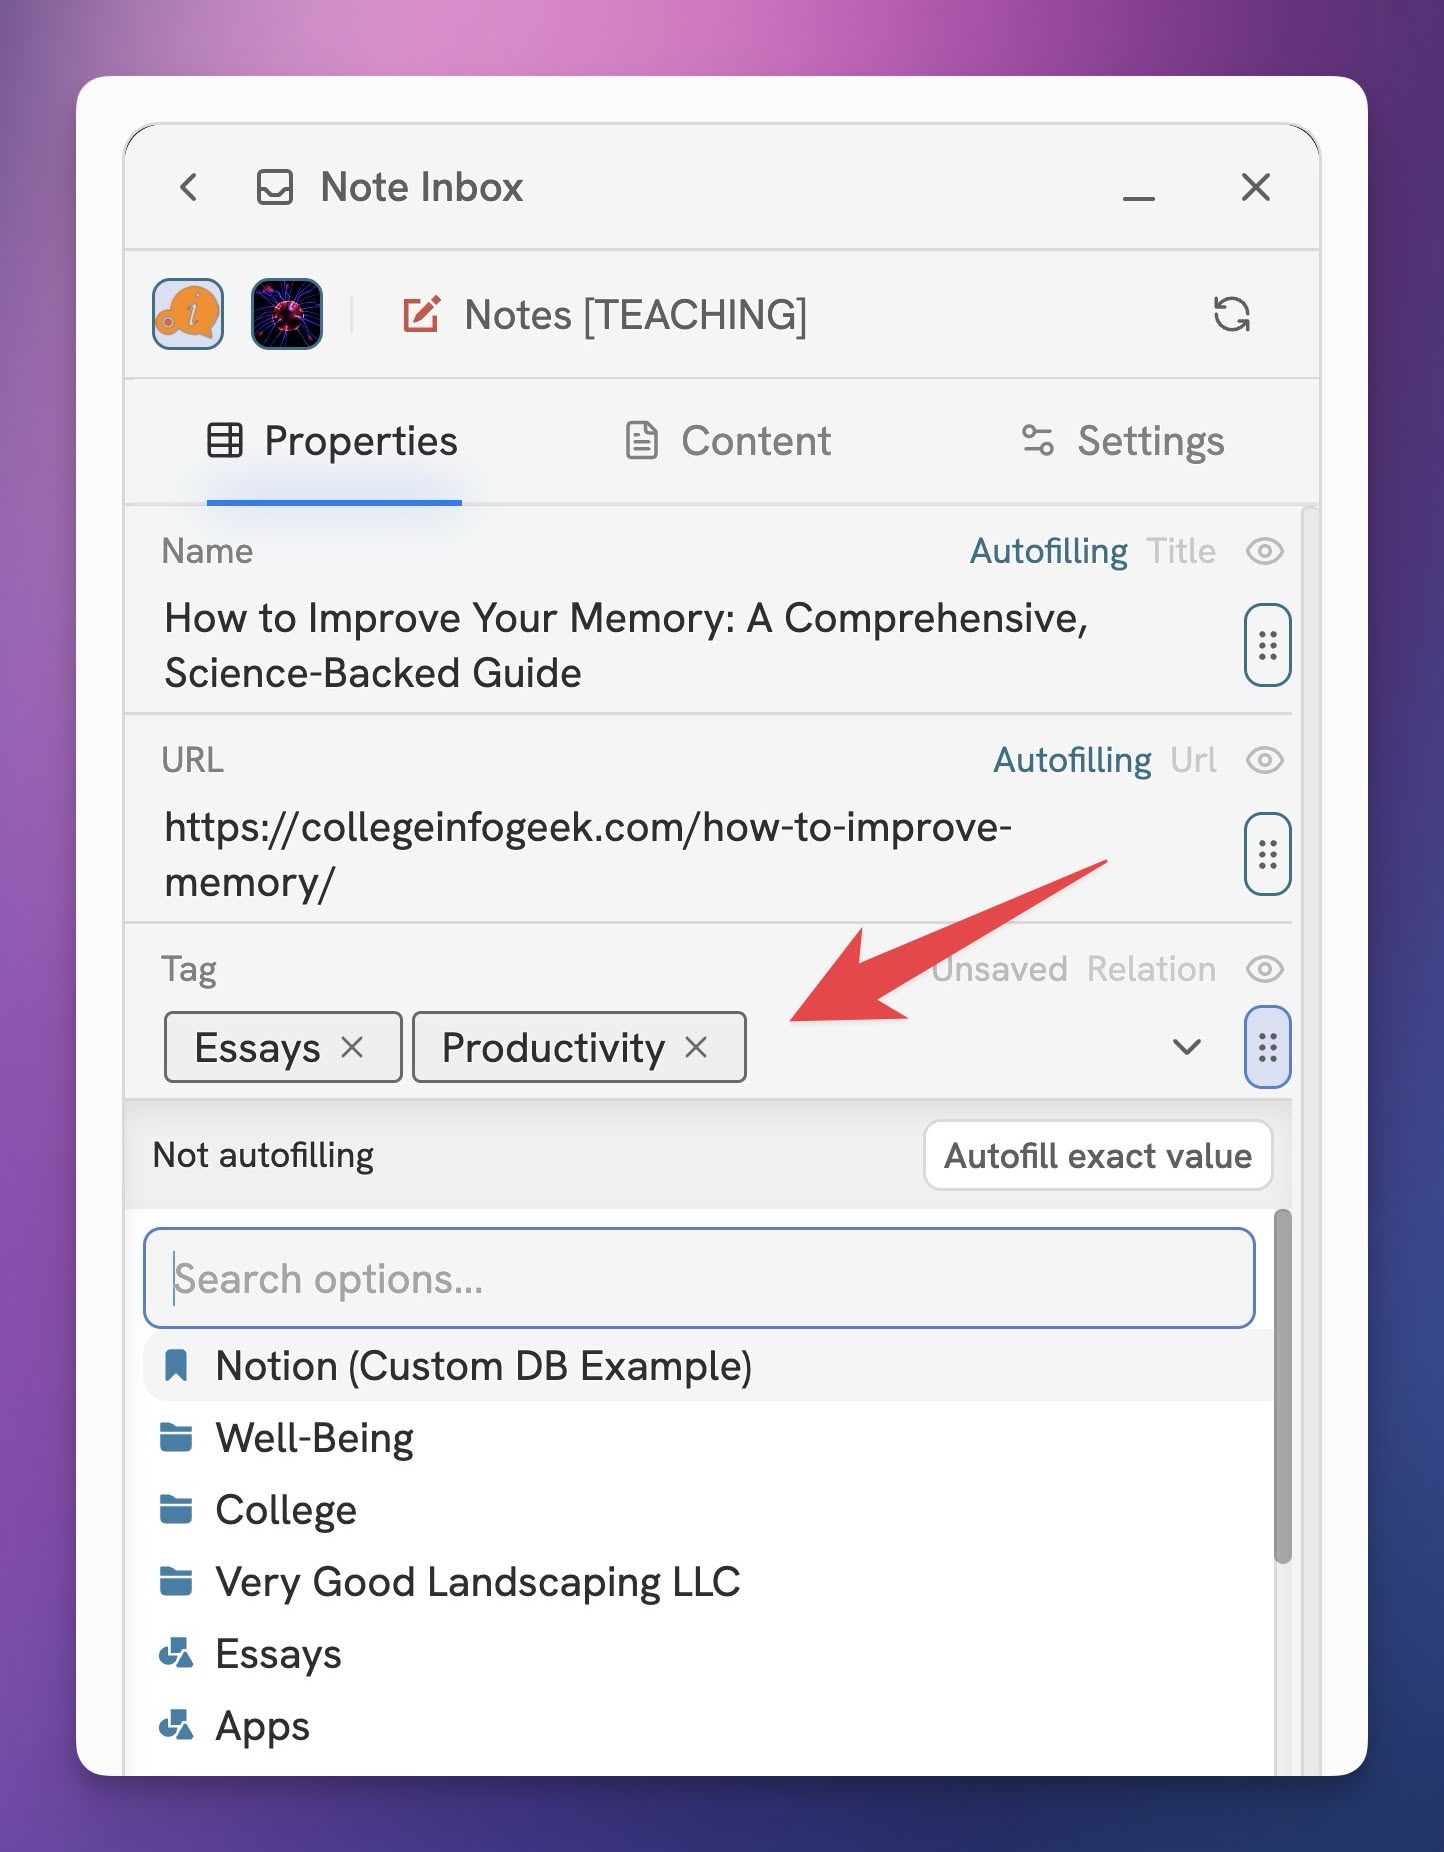 Note Inbox
Notes [TEACHING]
Properties
Content
Settings
Name
Autofilling Title
How to Improve Your Memory: A Comprehensive,
Science-Backed Guide
URL
Autofilling Url
https://collegeinfogeek.com/how-to-improve-
memory/
Tag
Unsaved Relation
Essays
Productivity
Not autofilling
Autofill exact value
Search options...
Notion (Custom DB Example)
Well-Being
College
Very Good Landscaping LLC
Essays
Apps